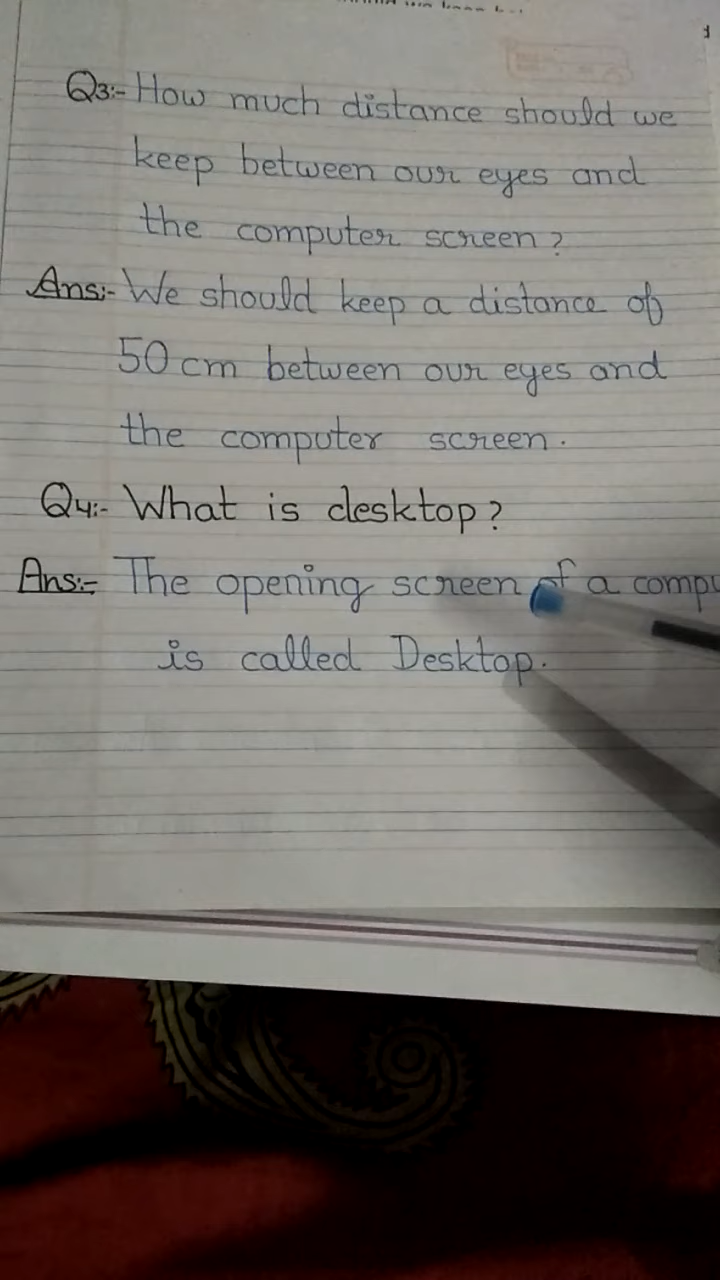 Q3:- How much distance should we
keep between our eyes and
the computer screen?
Ans:- We should keep a distance of
50 cm between our eyes and
the computer screen.
Q4:- What is desktop?
Ans:- The opening screen of a compu
is called Desktop.